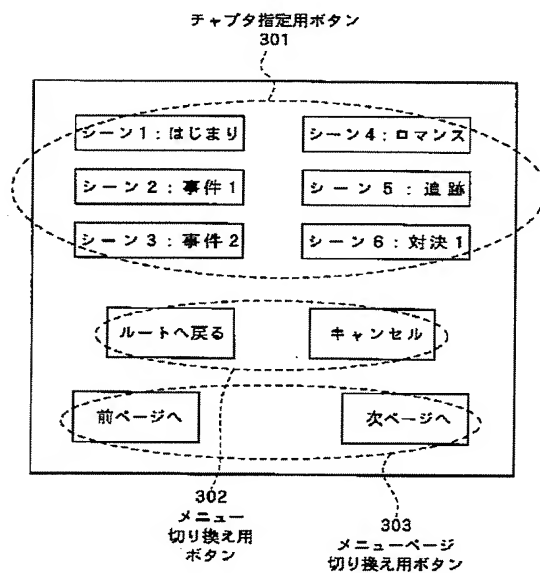 チャプタ指定用ボタン
301
シーン1:はじまり
シーン4:ロマンス
シーン2:事件1
シーン5:追跡
シーン3:事件2
シーン6:対決1
ルートへ戻る
キャンセル
前ページへ
次ページへ
302
メニュー
切り換え用
ボタン
303
メニューページ
切り換え用ボタン